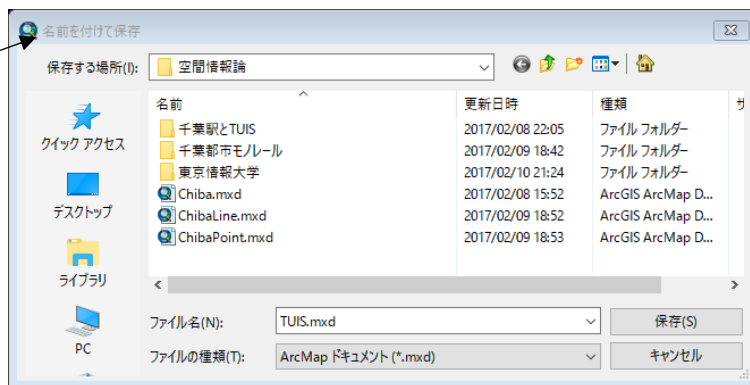 名前を付けて保存
保存する場所(I): 空間情報論
名前 更新日時 種類 サ
千葉駅とTUIS 2017/02/08 22:05 ファイル フォルダー
千葉都市モノレール 2017/02/09 18:42 ファイル フォルダー
東京情報大学 2017/02/10 21:24 ファイル フォルダー
Chiba.mxd 2017/02/08 15:52 ArcGIS ArcMap D...
ChibaLine.mxd 2017/02/09 18:52 ArcGIS ArcMap D...
ChibaPoint.mxd 2017/02/09 18:53 ArcGIS ArcMap D...
クイック アクセス
デスクトップ
ライブラリ
PC
ファイル名(N): TUIS.mxd 保存(S)
ファイルの種類(T): ArcMap ドキュメント (*.mxd) キャンセル